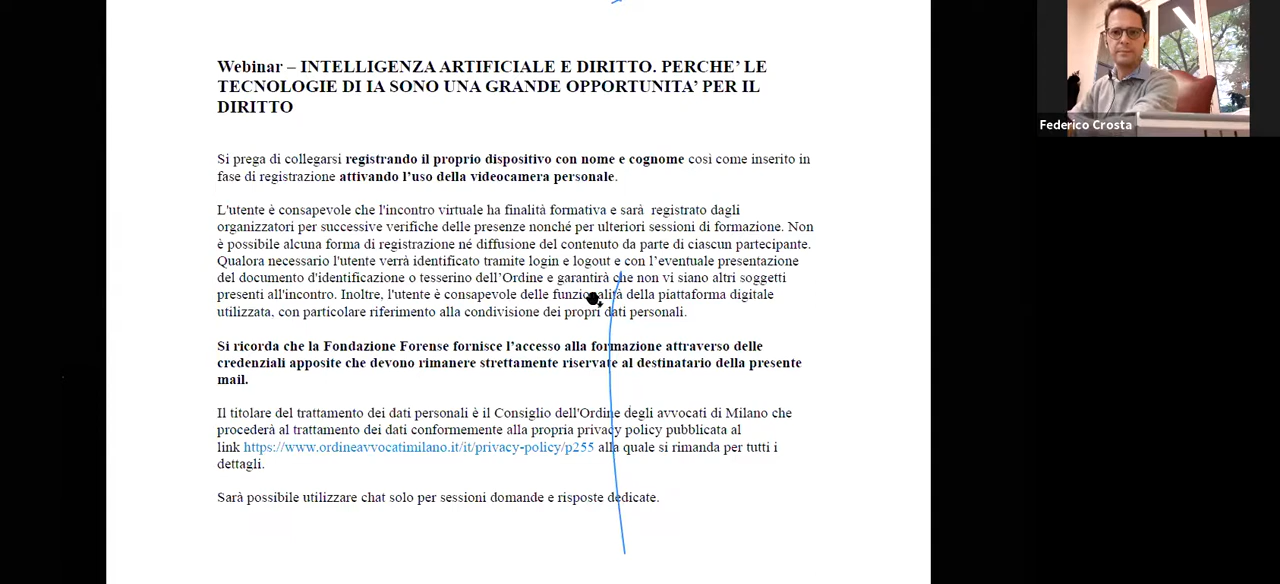 Webinar – INTELLIGENZA ARTIFICIALE E DIRITTO. PERCHE’ LE
TECNOLOGIE DI IA SONO UNA GRANDE OPPORTUNITA’ PER IL
DIRITTO
Si prega di collegarsi registrando il proprio dispositivo con nome e cognome così come inserito in
fase di registrazione attivando l’uso della videocamera personale.
L'utente è consapevole che l'incontro virtuale ha finalità formativa e sarà registrato dagli
organizzatori per successive verifiche delle presenze nonché per ulteriori sessioni di formazione. Non
è possibile alcuna forma di registrazione né diffusione del contenuto da parte di ciascun partecipante.
Qualora necessario l'utente verrà identificato tramite login e logout e con l’eventuale presentazione
del documento d'identificazione o tesserino dell’Ordine e garantirà che non vi siano altri soggetti
presenti all'incontro. Inoltre, l'utente è consapevole delle funzionalità della piattaforma digitale
utilizzata, con particolare riferimento alla condivisione dei propri dati personali.
Si ricorda che la Fondazione Forense fornisce l’accesso alla formazione attraverso delle
credenziali apposite che devono rimanere strettamente riservate al destinatario della presente
mail.
Il titolare del trattamento dei dati personali è il Consiglio dell'Ordine degli avvocati di Milano che
procederà al trattamento dei dati conformemente alla propria privacy policy pubblicata al
link https://www.ordineavvocatimilano.it/it/privacy-policy/p255 alla quale si rimanda per tutti i
dettagli.
Sarà possibile utilizzare chat solo per sessioni domande e risposte dedicate.
Federico Crosta